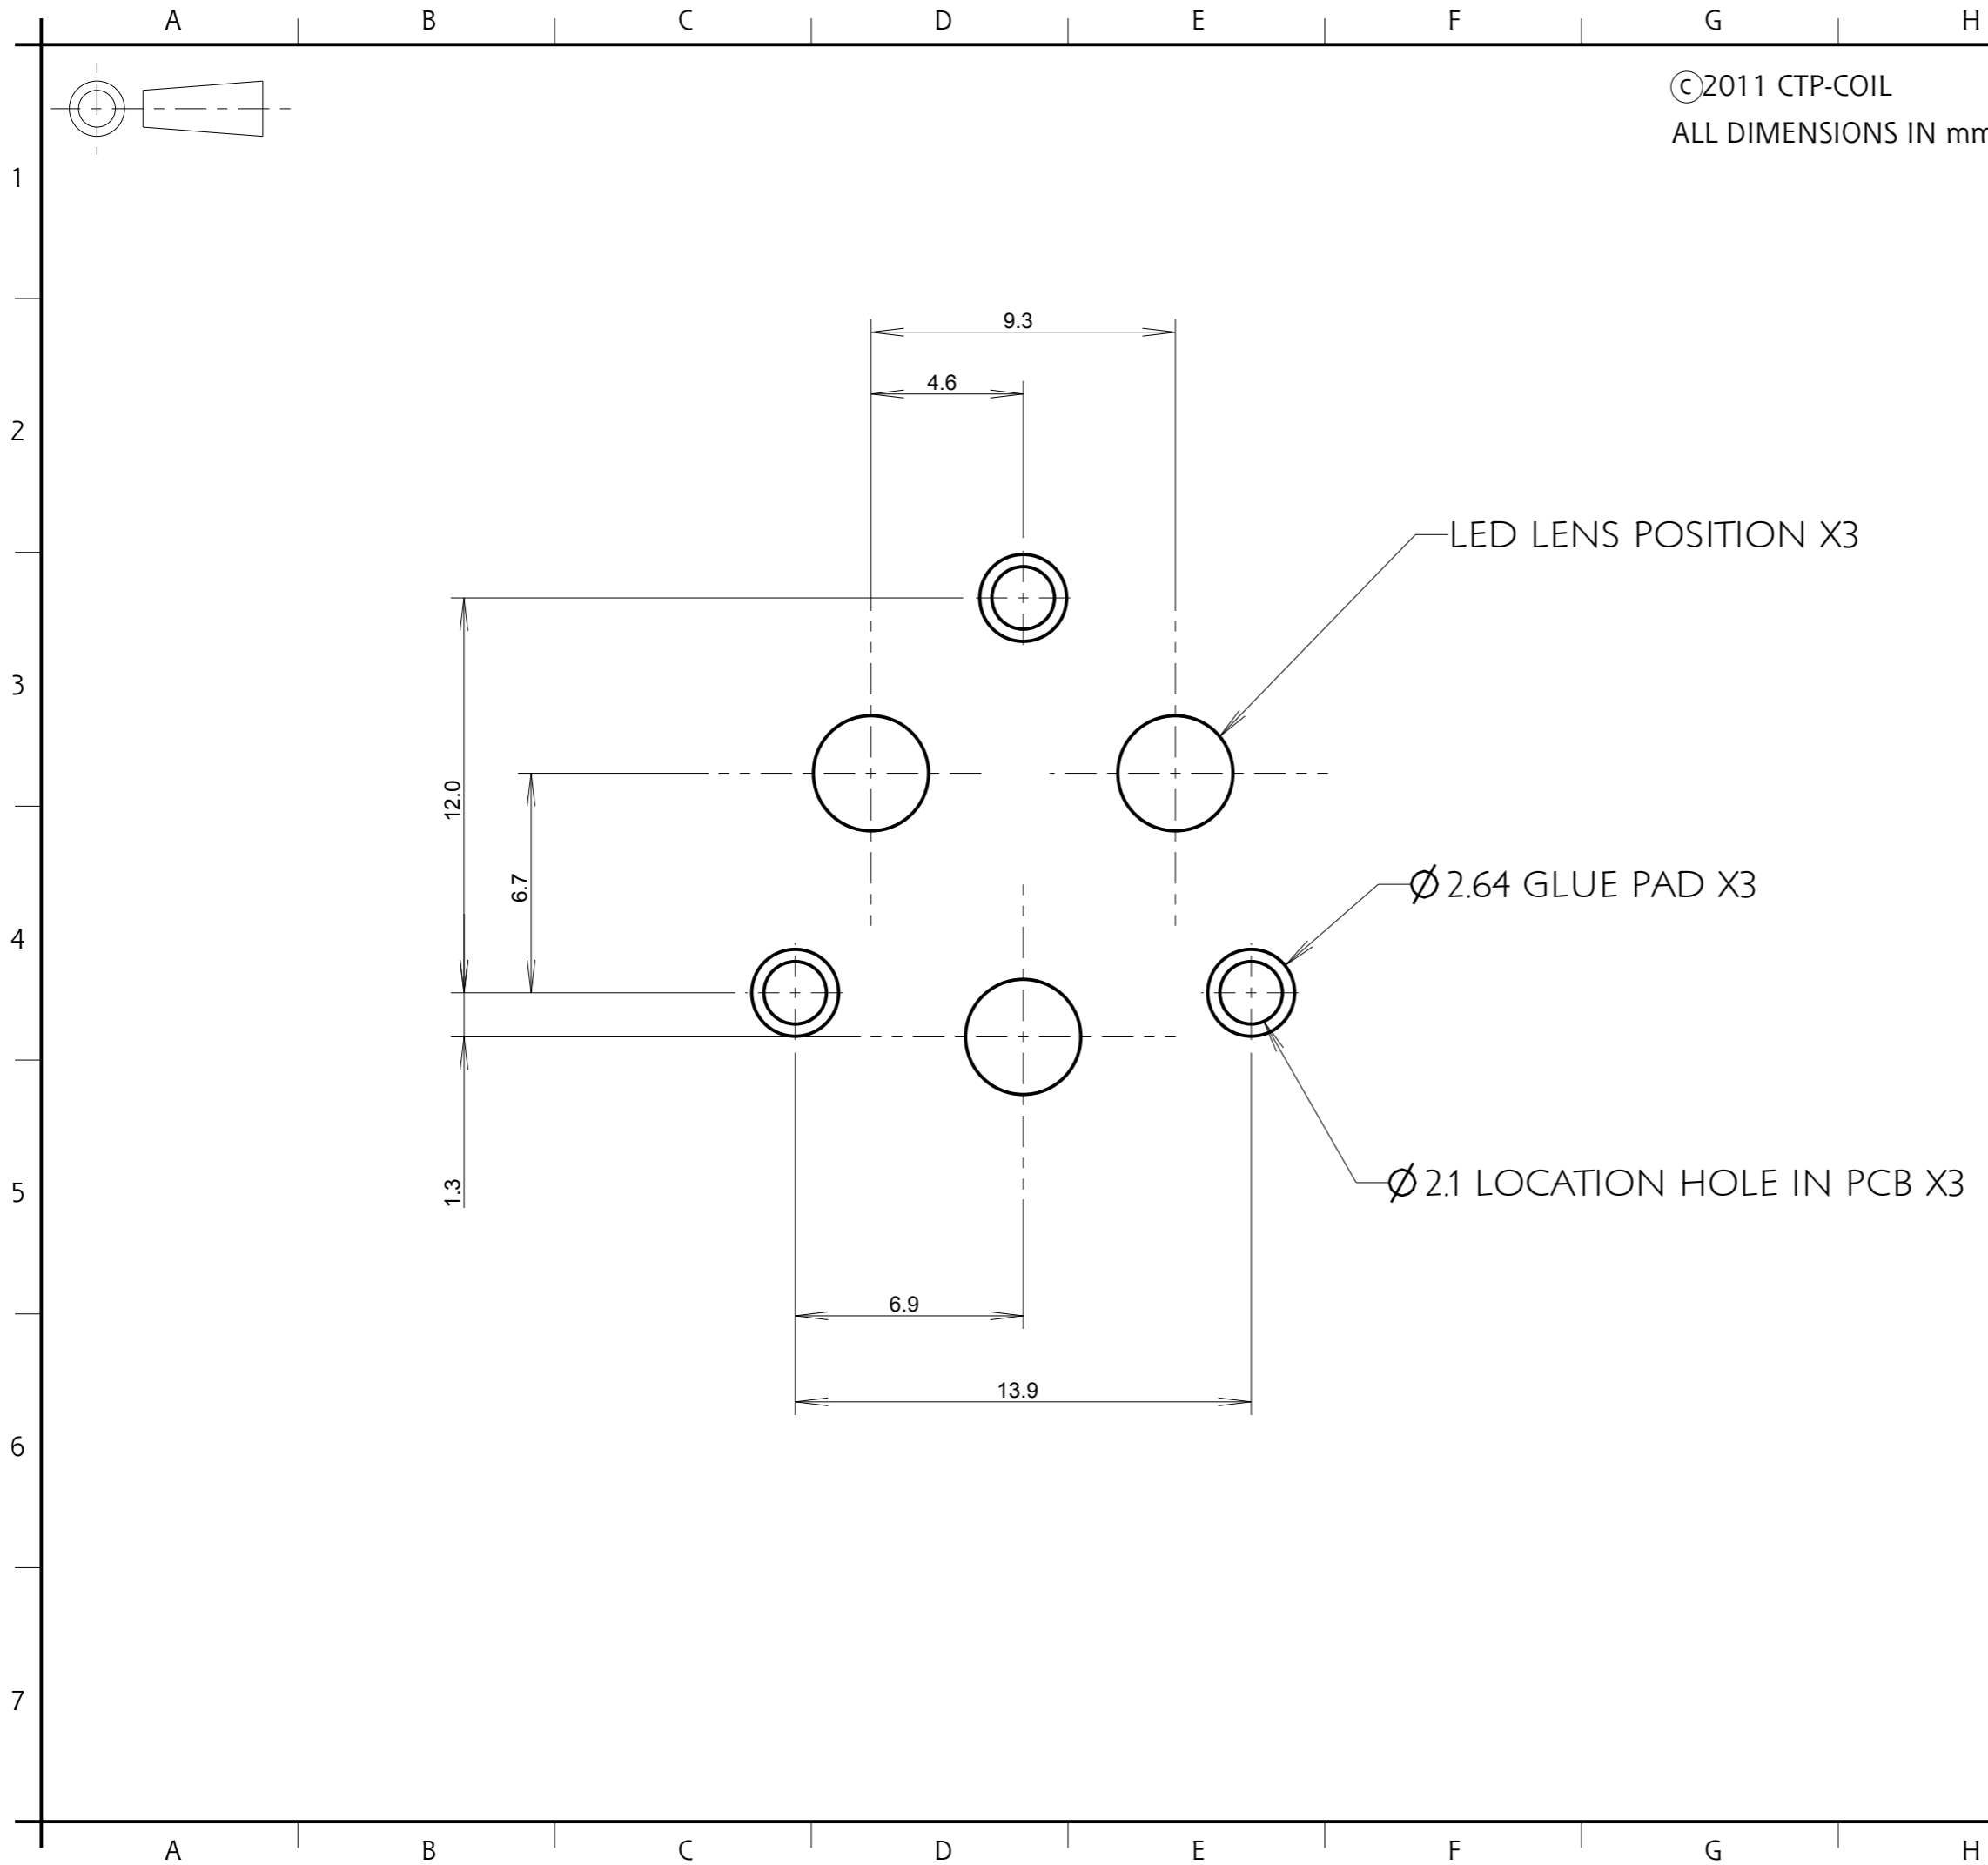 A B C D E F G H
©2011 CTP-COIL
ALL DIMENSIONS IN mm
1
9.3
4.6
2
LED LENS POSITION X3
3
12.0
6.7
Ø 2.64 GLUE PAD X3
4
1.3
Ø 2.1 LOCATION HOLE IN PCB X3
5
6.9
13.9
6
7
A B C D E F G H